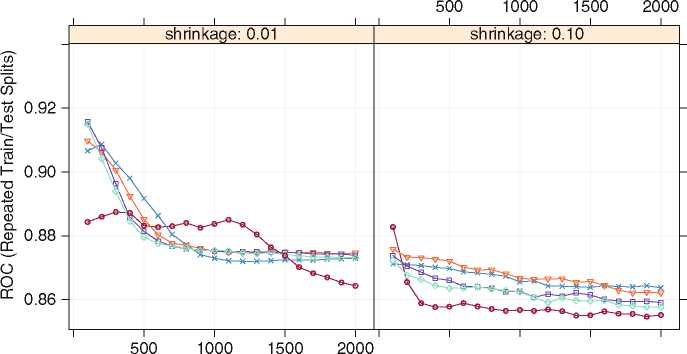 500 1000 1500 2000
shrinkage: 0.01
shrinkage: 0.10
ROC (Repeated Train/Test Splits)
0.92
0.90
0.88
0.86
500 1000 1500 2000